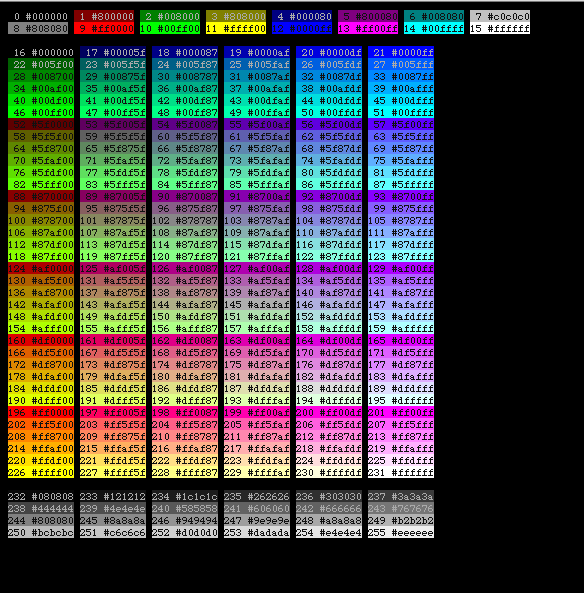 0 #000000 1 #800000 2 #008000 3 #808000 4 #000080 5 #800080 6 #008080 7 #c0c0c0
8 #808080 9 #ff0000 10 #00ff00 11 #ffff00 12 #0000ff 13 #ff00ff 14 #00ffff 15 #ffffff
16 #000000 17 #00005f 18 #000087 19 #0000af 20 #0000df 21 #0000ff
22 #005f00 23 #005f5f 24 #005f87 25 #005faf 26 #005fdf 27 #005fff
28 #008700 29 #00875f 30 #008787 31 #0087af 32 #0087df 33 #0087ff
34 #00af00 35 #00af5f 36 #00af87 37 #00afaf 38 #00afdf 39 #00afff
40 #00df00 41 #00df5f 42 #00df87 43 #00dfaf 44 #00dfdf 45 #00dfff
46 #00ff00 47 #00ff5f 48 #00ff87 49 #00ffaf 50 #00ffdf 51 #00ffff
52 #5f0000 53 #5f005f 54 #5f0087 55 #5f00af 56 #5f00df 57 #5f00ff
58 #5f5f00 59 #5f5f5f 60 #5f5f87 61 #5f5faf 62 #5f5fdf 63 #5f5fff
64 #5f8700 65 #5f875f 66 #5f8787 67 #5f87af 68 #5f87df 69 #5f87ff
70 #5faf00 71 #5faf5f 72 #5faf87 73 #5fafaf 74 #5fafdf 75 #5fafff
76 #5fdf00 77 #5fdf5f 78 #5fdf87 79 #5fdfaf 80 #5fdfdf 81 #5fdfff
82 #5fff00 83 #5fff5f 84 #5fff87 85 #5fffaf 86 #5fffdf 87 #5fffff
88 #870000 89 #87005f 90 #870087 91 #8700af 92 #8700df 93 #8700ff
94 #875f00 95 #875f5f 96 #875f87 97 #875faf 98 #875fdf 99 #875fff
100 #878700 101 #87875f 102 #878787 103 #8787af 104 #8787df 105 #8787ff
106 #87af00 107 #87af5f 108 #87af87 109 #87afaf 110 #87afdf 111 #87afff
112 #87df00 113 #87df5f 114 #87df87 115 #87dfaf 116 #87dfdf 117 #87dfff
118 #87ff00 119 #87ff5f 120 #87ff87 121 #87ffaf 122 #87ffdf 123 #87ffff
124 #af0000 125 #af005f 126 #af0087 127 #af00af 128 #af00df 129 #af00ff
130 #af5f00 131 #af5f5f 132 #af5f87 133 #af5faf 134 #af5fdf 135 #af5fff
136 #af8700 137 #af875f 138 #af8787 139 #af87af 140 #af87df 141 #af87ff
142 #afaf00 143 #afaf5f 144 #afaf87 145 #afafaf 146 #afafdf 147 #afafff
148 #afdf00 149 #afdf5f 150 #afdf87 151 #afdfaf 152 #afdfdf 153 #afdfff
154 #afff00 155 #afff5f 156 #afff87 157 #afffaf 158 #afffdf 159 #afffff
160 #df0000 161 #df005f 162 #df0087 163 #df00af 164 #df00df 165 #df00ff
166 #df5f00 167 #df5f5f 168 #df5f87 169 #df5faf 170 #df5fdf 171 #df5fff
172 #df8700 173 #df875f 174 #df8787 175 #df87af 176 #df87df 177 #df87ff
178 #dfaf00 179 #dfaf5f 180 #dfaf87 181 #dfafaf 182 #dfafdf 183 #dfafff
184 #dfdf00 185 #dfdf5f 186 #dfdf87 187 #dfdfaf 188 #dfdfdf 189 #dfdfff
190 #dfff00 191 #dfff5f 192 #dfff87 193 #dfffaf 194 #dfffdf 195 #dfffff
196 #ff0000 197 #ff005f 198 #ff0087 199 #ff00af 200 #ff00df 201 #ff00ff
202 #ff5f00 203 #ff5f5f 204 #ff5f87 205 #ff5faf 206 #ff5fdf 207 #ff5fff
208 #ff8700 209 #ff875f 210 #ff8787 211 #ff87af 212 #ff87df 213 #ff87ff
214 #ffaf00 215 #ffaf5f 216 #ffaf87 217 #ffafaf 218 #ffafdf 219 #ffafff
220 #ffdf00 221 #ffdf5f 222 #ffdf87 223 #ffdfaf 224 #ffdfdf 225 #ffdfff
226 #ffff00 227 #ffff5f 228 #ffff87 229 #ffffaf 230 #ffffdf 231 #ffffff
232 #080808 233 #121212 234 #1c1c1c 235 #262626 236 #303030 237 #3a3a3a
238 #444444 239 #4e4e4e 240 #585858 241 #606060 242 #666666 243 #767676
244 #808080 245 #8a8a8a 246 #949494 247 #9e9e9e 248 #a8a8a8 249 #b2b2b2
250 #bcbcbc 251 #c6c6c6 252 #d0d0d0 253 #dadada 254 #e4e4e4 255 #eeeeee